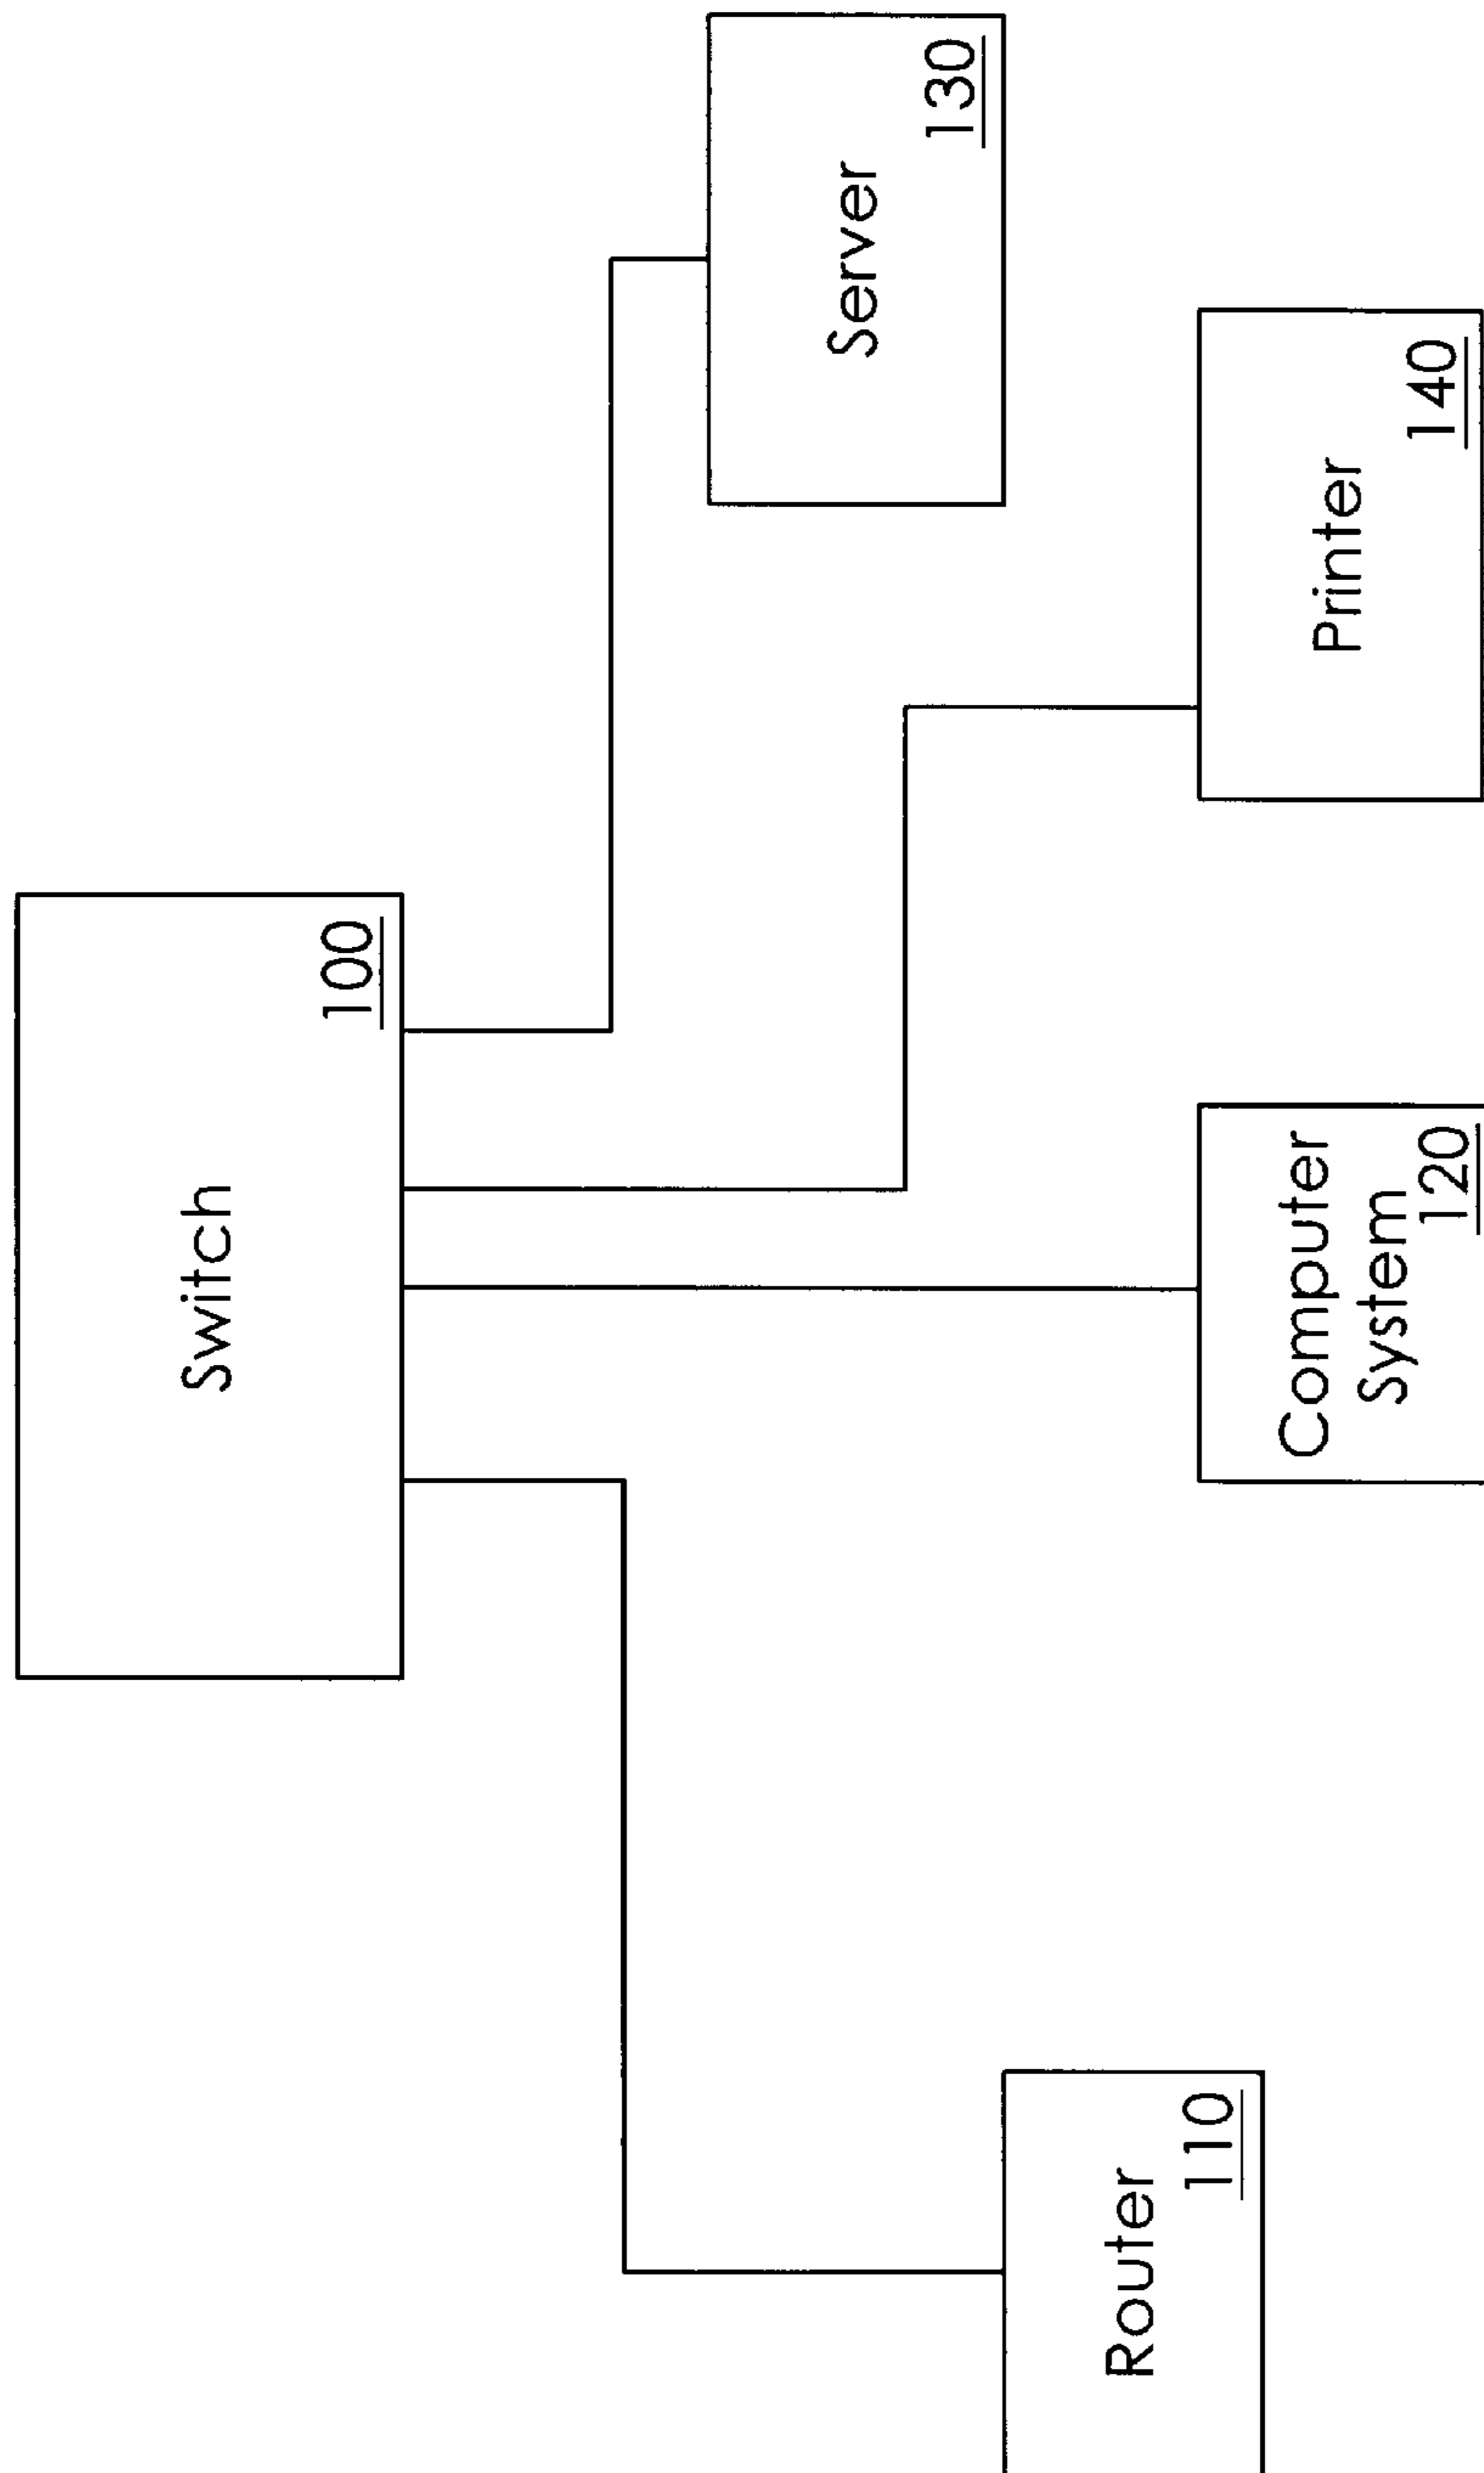 Switch
100
Server
130
Router
110
Computer
System
120
Printer
140